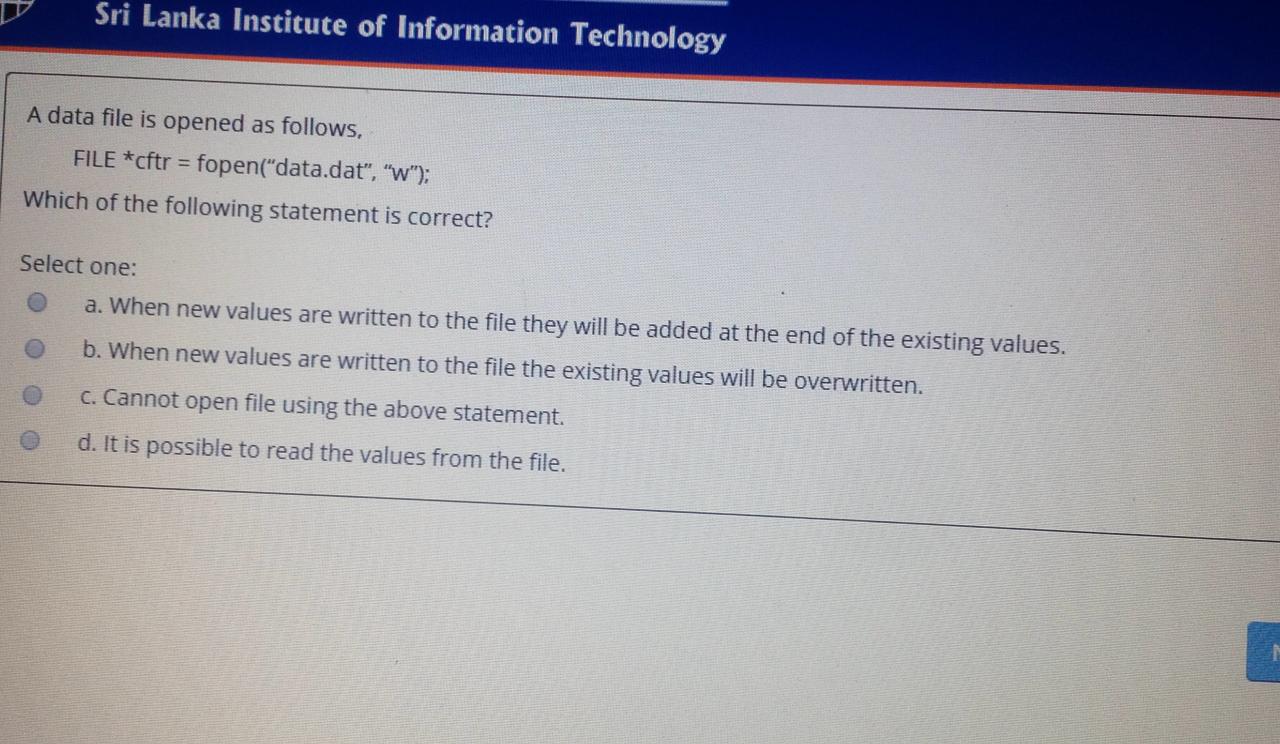 Sri Lanka Institute of Information Technology
A data file is opened as follows,
FILE *cftr = fopen(“data.dat”, “w”);
Which of the following statement is correct?
Select one:
a. When new values are written to the file they will be added at the end of the existing values.
b. When new values are written to the file the existing values will be overwritten.
c. Cannot open file using the above statement.
d. It is possible to read the values from the file.